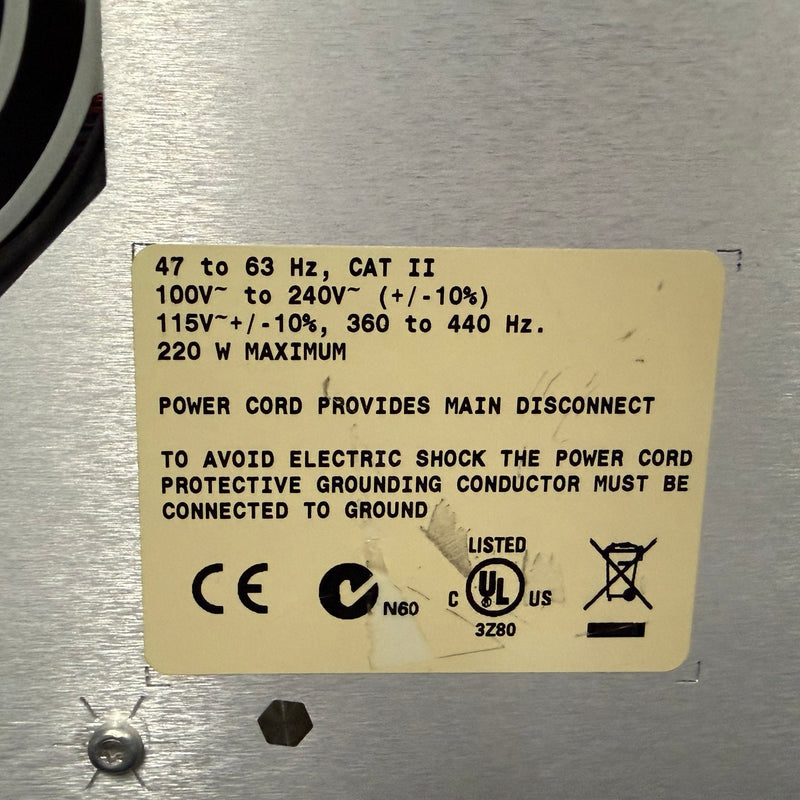 47 to 63 Hz, CAT II
100V~ to 240V~ (+/-10%)
115V~+/-10%, 360 to 440 Hz.
220 W MAXIMUM
POWER CORD PROVIDES MAIN DISCONNECT
TO AVOID ELECTRIC SHOCK THE POWER CORD
PROTECTIVE GROUNDING CONDUCTOR MUST BE
CONNECTED TO GROUND
LISTED
CE
N60
C UL US
3Z80